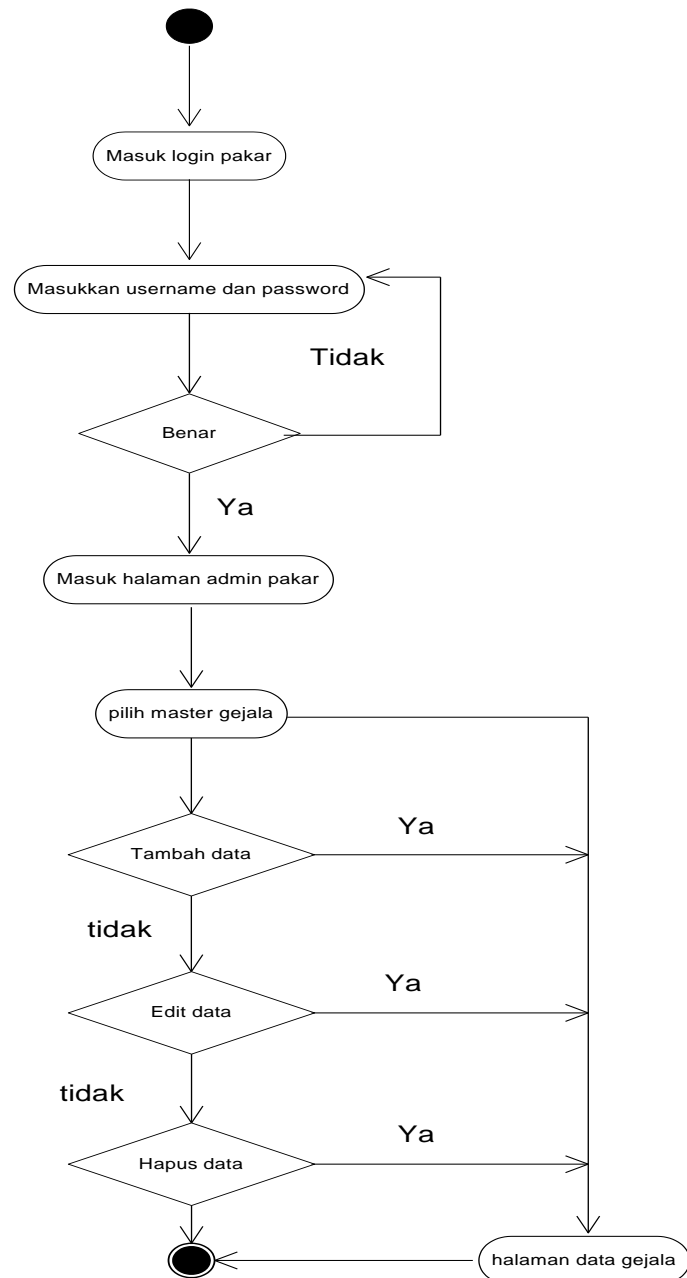 Masuk login pakar
Masukkan username dan password
Tidak
Benar
Ya
Masuk halaman admin pakar
pilih master gejala
Ya
Tambah data
tidak
Ya
Edit data
tidak
Ya
Hapus data
halaman data gejala